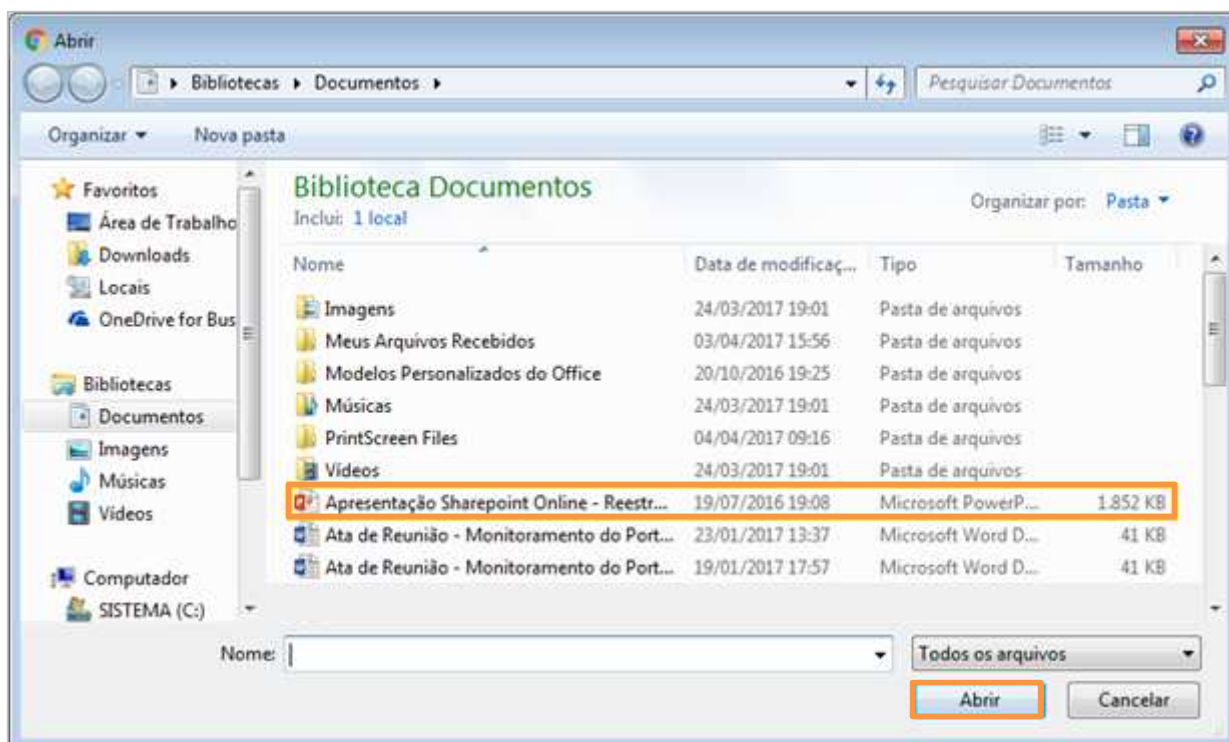 Abrir
Bibliotecas Documentos Pesquisar Documentos
Organizar Nova pasta
Favoritos
Área de Trabalho
Downloads
Locais
OneDrive for Bus
Bibliotecas
Documentos
Imagens
Músicas
Vídeos
Computador
SISTEMA (C:)
Biblioteca Documentos
Inclui: 1 local
Organizar por: Pasta
Nome Data de modificaç... Tipo Tamanho
Imagens 24/03/2017 19:01 Pasta de arquivos
Meus Arquivos Recebidos 03/04/2017 15:56 Pasta de arquivos
Modelos Personalizados do Office 20/10/2016 19:25 Pasta de arquivos
Músicas 24/03/2017 19:01 Pasta de arquivos
PrintScreen Files 04/04/2017 09:16 Pasta de arquivos
Vídeos 24/03/2017 19:01 Pasta de arquivos
Apresentação Sharepoint Online - Reestr... 19/07/2016 19:08 Microsoft PowerP... 1.852 KB
Ata de Reunião - Monitoramento do Port... 23/01/2017 13:37 Microsoft Word D... 41 KB
Ata de Reunião - Monitoramento do Port... 19/01/2017 17:57 Microsoft Word D... 41 KB
Nome: Todos os arquivos
Abrir Cancelar